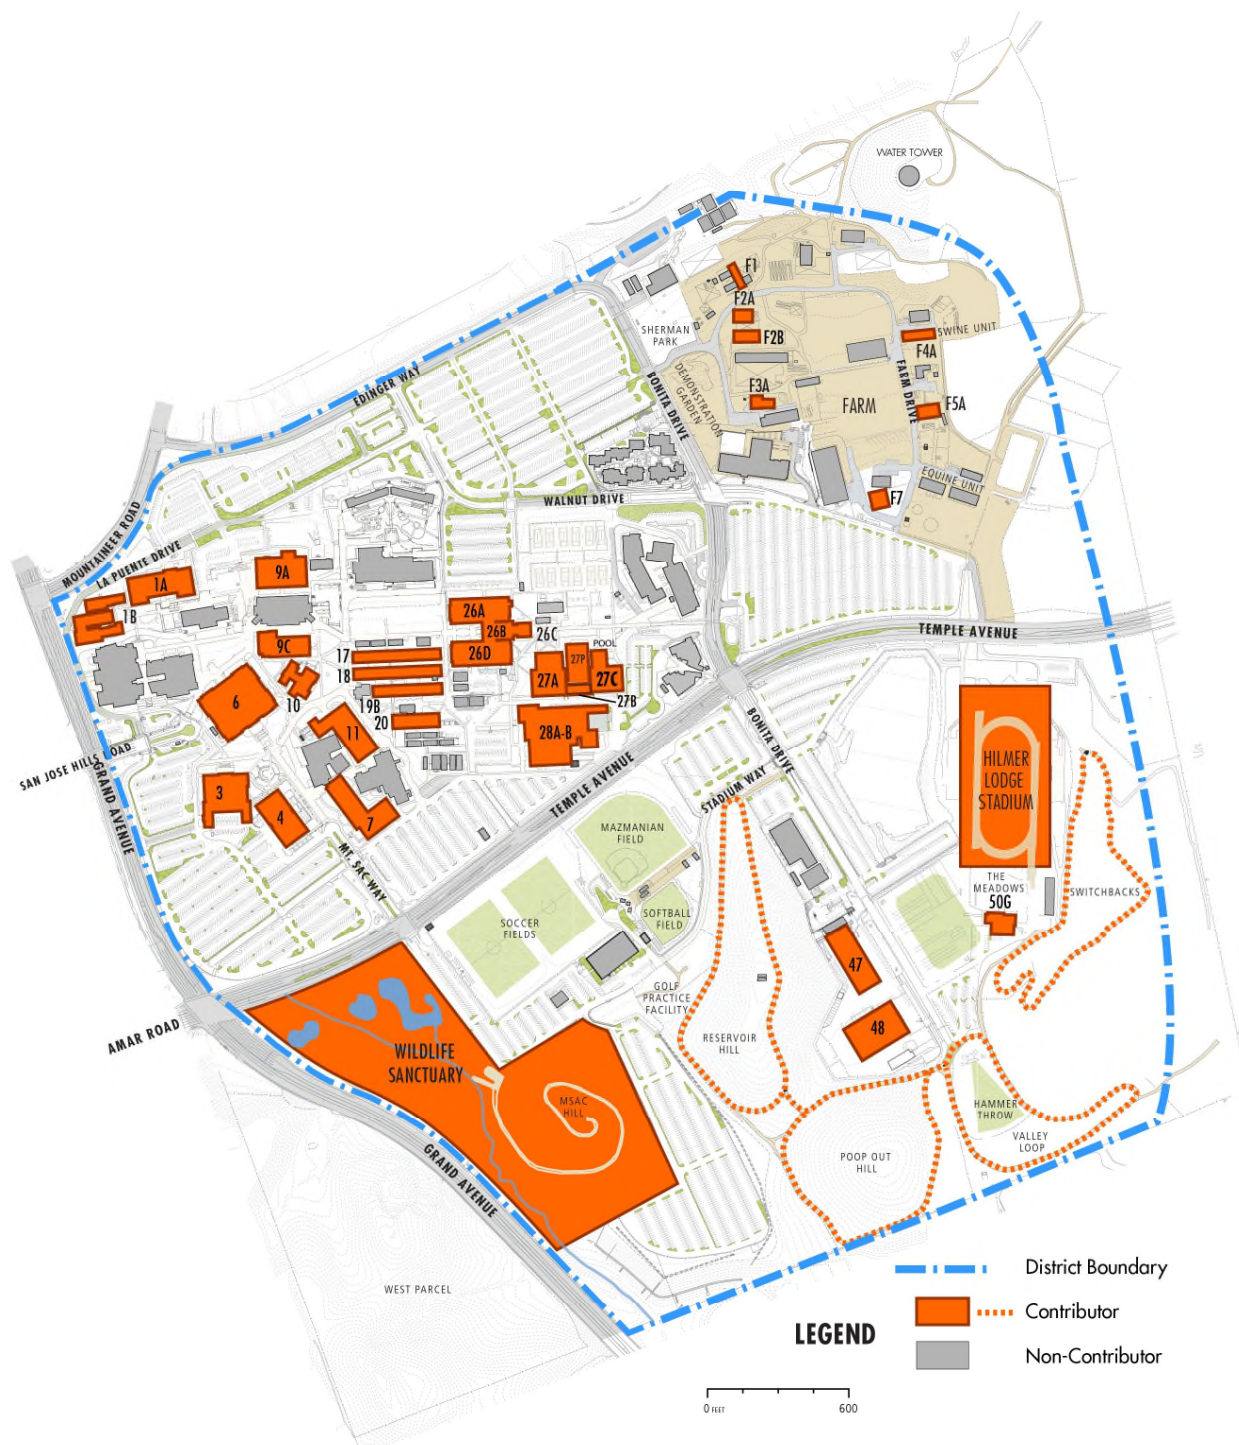 WATER TOWER
F1
F2A
F2B
SHERMAN
PARK
SWINE UNIT
F4A
EDINGER WAY
BONITA DRIVE
DEMONSTRATION
GARDEN
F3A
FARM
FARM DRIVE
F5A
EQUINE UNIT
F7
WALNUT DRIVE
MOUNTAINEER ROAD
LA PUENTE DRIVE
1A
1B
9A
9C
26A
26B
26C
26D
POOL
27P
27A
27C
27B
28A-B
17
18
19B
20
10
6
11
3
4
7
TEMPLE AVENUE
SAN JOSE HILLS ROAD
GRAND AVENUE
MT. SAC WAY
TEMPLE AVENUE
BONITA DRIVE
STADIUM WAY
HILMER
LODGE
STADIUM
MAZMANIAN
FIELD
SOFTBALL
FIELD
SOCCER
FIELDS
THE
MEADOWS
50G
SWITCHBACKS
47
48
GOLF
PRACTICE
FACILITY
RESERVOIR
HILL
AMAR ROAD
WILDLIFE
SANCTUARY
MSAC
HILL
HAMMER
THROW
VALLEY
LOOP
POOP OUT
HILL
GRAND AVENUE
WEST PARCEL
LEGEND
District Boundary
Contributor
Non-Contributor
0 FEET
600